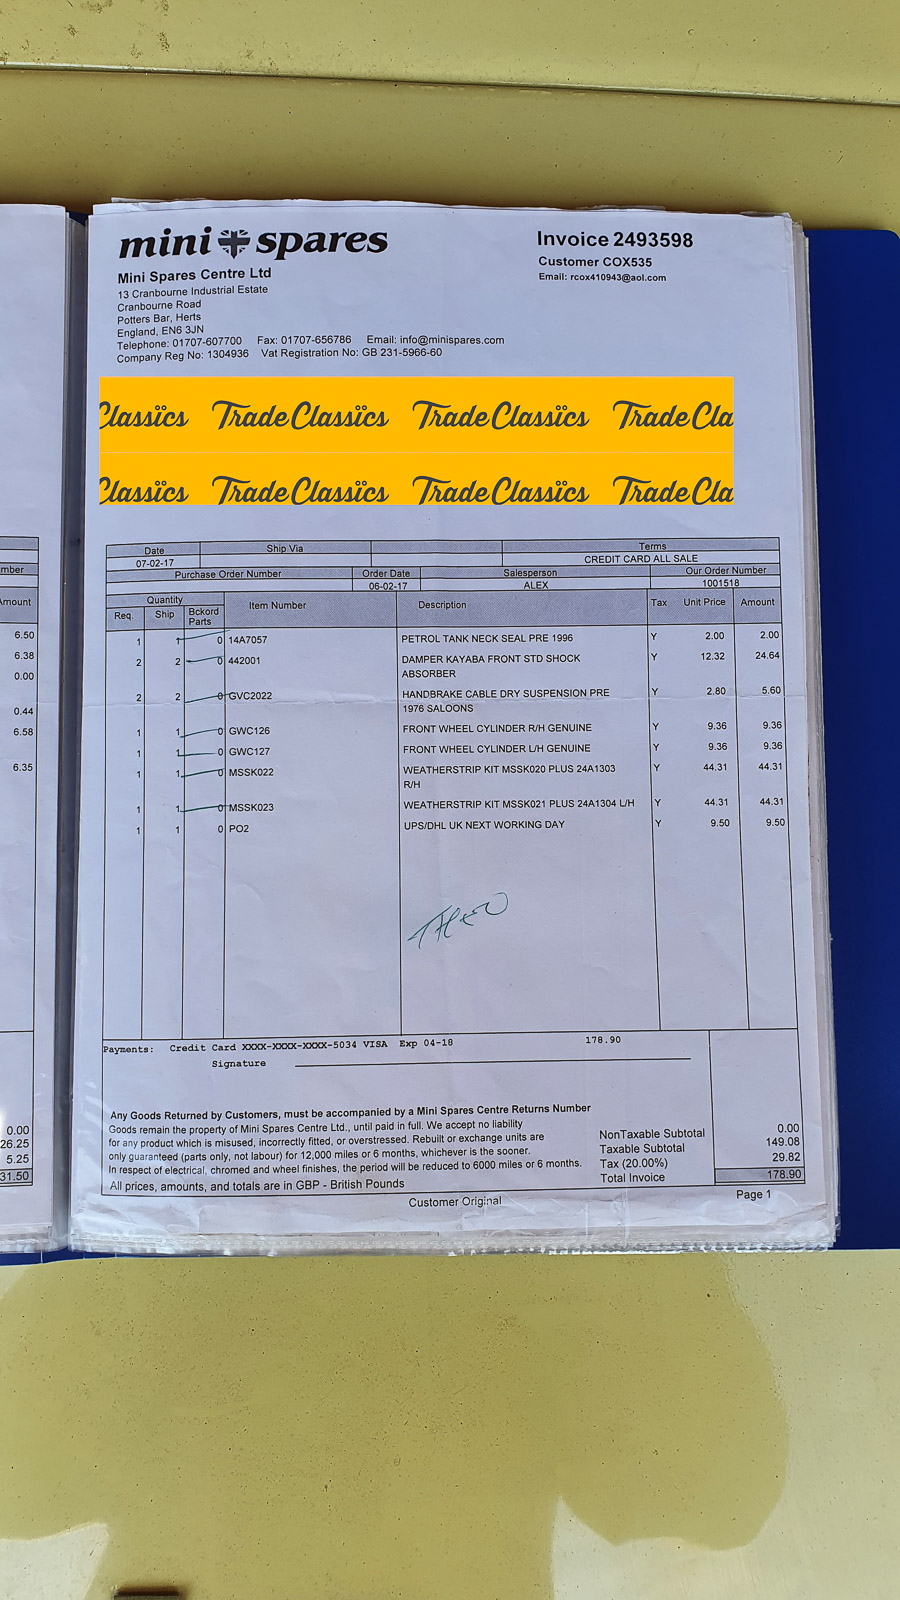 mini spares
Mini Spares Centre Ltd
13 Cranbourne Industrial Estate
Cranbourne Road
Potters Bar, Herts
England, EN6 3JN
Telephone: 01707-607700 Fax: 01707-656786 Email: info@minispares.com
Company Reg No: 1304936 Vat Registration No: GB 231-5966-60
Invoice 2493598
Customer COX535
Email: rcox410943@aol.com
Classïcs Trade Classïcs Trade Classïcs Trade Cla
Classïcs Trade Classïcs Trade Classïcs Trade Cla
Date Ship Via Terms
07-02-17 CREDIT CARD ALL SALE
Purchase Order Number Order Date Salesperson Our Order Number
06-02-17 ALEX 1001518
Quantity Item Number Description Tax Unit Price Amount
Req. Ship Bckord Parts
1 1 0 14A7057 PETROL TANK NECK SEAL PRE 1996 Y 2.00 2.00
2 2 0 442001 DAMPER KAYABA FRONT STD SHOCK Y 12.32 24.64
ABSORBER
2 2 0 GVC2022 HANDBRAKE CABLE DRY SUSPENSION PRE Y 2.80 5.60
1976 SALOONS
1 1 0 GWC126 FRONT WHEEL CYLINDER R/H GENUINE Y 9.36 9.36
1 1 0 GWC127 FRONT WHEEL CYLINDER L/H GENUINE Y 9.36 9.36
1 1 0 MSSK022 WEATHERSTRIP KIT MSSK020 PLUS 24A1303 Y 44.31 44.31
R/H
1 1 0 MSSK023 WEATHERSTRIP KIT MSSK021 PLUS 24A1304 L/H Y 44.31 44.31
1 1 0 PO2 UPS/DHL UK NEXT WORKING DAY Y 9.50 9.50
Payments: Credit Card XXXX-XXXX-XXXX-5034 VISA Exp 04-18 178.90
Signature
Any Goods Returned by Customers, must be accompanied by a Mini Spares Centre Returns Number
Goods remain the property of Mini Spares Centre Ltd., until paid in full. We accept no liability
for any product which is misused, incorrectly fitted, or overstressed. Rebuilt or exchange units are
only guaranteed (parts only, not labour) for 12,000 miles or 6 months, whichever is the sooner.
In respect of electrical, chromed and wheel finishes, the period will be reduced to 6000 miles or 6 months.
All prices, amounts, and totals are in GBP - British Pounds
NonTaxable Subtotal 0.00
Taxable Subtotal 149.08
Tax (20.00%) 29.82
Total Invoice 178.90
Customer Original
Page 1
mber
Amount
6.50
6.38
0.00
0.44
6.58
6.35
0.00
26.25
5.25
31.50